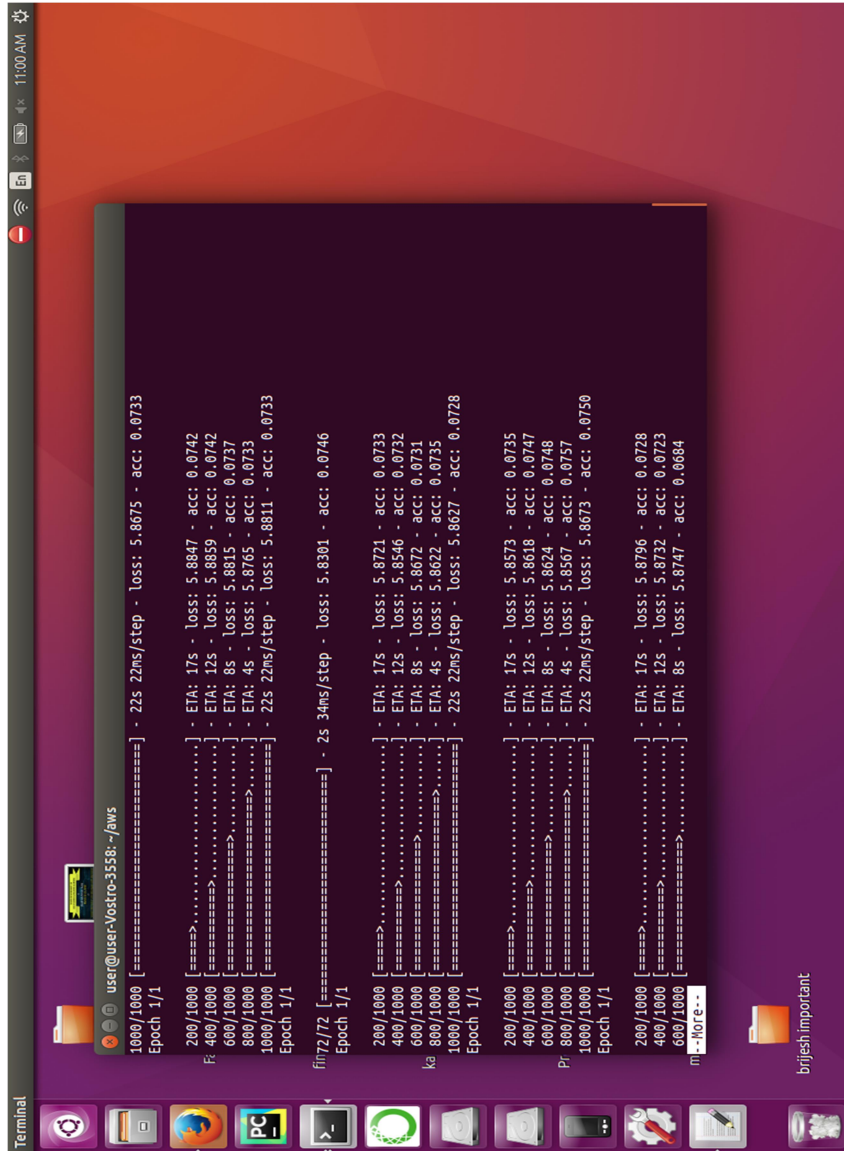 Terminal
En
11:00 AM
user@user-Vostro-3558: ~/aws
1000/1000 [==============================] - 22s 22ms/step - loss: 5.8675 - acc: 0.0733
Epoch 1/1
200/1000 [=====>........................] - ETA: 17s - loss: 5.8847 - acc: 0.0742
400/1000 [===========>..................] - ETA: 12s - loss: 5.8859 - acc: 0.0742
600/1000 [=================>............] - ETA: 8s - loss: 5.8815 - acc: 0.0737
800/1000 [=======================>......] - ETA: 4s - loss: 5.8765 - acc: 0.0733
1000/1000 [==============================] - 22s 22ms/step - loss: 5.8811 - acc: 0.0733
Epoch 1/1
72/72 [==============================] - 2s 34ms/step - loss: 5.8301 - acc: 0.0746
Epoch 1/1
200/1000 [=====>........................] - ETA: 17s - loss: 5.8721 - acc: 0.0733
400/1000 [===========>..................] - ETA: 12s - loss: 5.8546 - acc: 0.0732
600/1000 [=================>............] - ETA: 8s - loss: 5.8672 - acc: 0.0731
800/1000 [=======================>......] - ETA: 4s - loss: 5.8622 - acc: 0.0735
1000/1000 [==============================] - 22s 22ms/step - loss: 5.8627 - acc: 0.0728
Epoch 1/1
200/1000 [=====>........................] - ETA: 17s - loss: 5.8573 - acc: 0.0735
400/1000 [===========>..................] - ETA: 12s - loss: 5.8618 - acc: 0.0747
600/1000 [=================>............] - ETA: 8s - loss: 5.8624 - acc: 0.0748
800/1000 [=======================>......] - ETA: 4s - loss: 5.8567 - acc: 0.0757
1000/1000 [==============================] - 22s 22ms/step - loss: 5.8673 - acc: 0.0750
Epoch 1/1
200/1000 [=====>........................] - ETA: 17s - loss: 5.8796 - acc: 0.0728
400/1000 [===========>..................] - ETA: 12s - loss: 5.8732 - acc: 0.0723
600/1000 [=================>............] - ETA: 8s - loss: 5.8747 - acc: 0.0684
--More--
Fa
fin
ka
Pr
m
PC
brijesh important